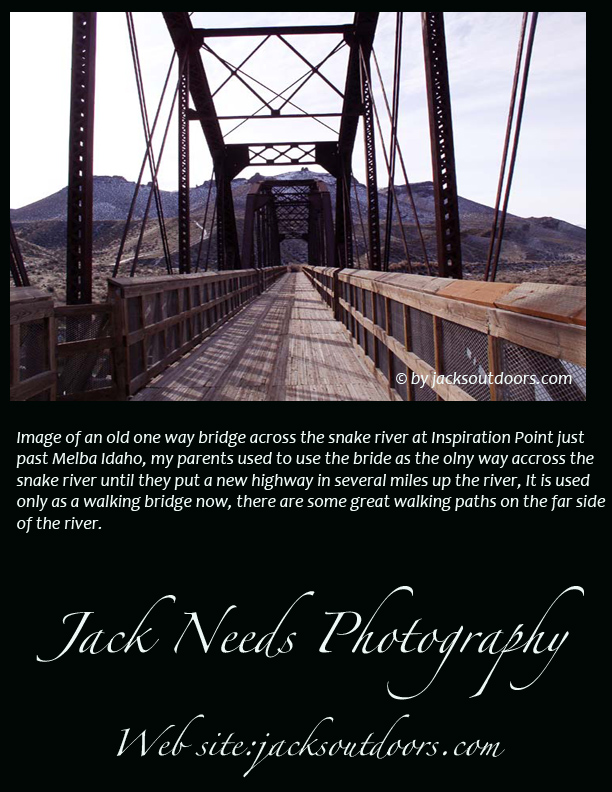 © by jacksoutdoors.com
Image of an old one way bridge across the snake river at Inspiration Point just
past Melba Idaho, my parents used to use the bride as the olny way accross the
snake river until they put a new highway in several miles up the river, It is used
only as a walking bridge now, there are some great walking paths on the far side
of the river.
Jack Needs Photography
Web site:jacksoutdoors.com